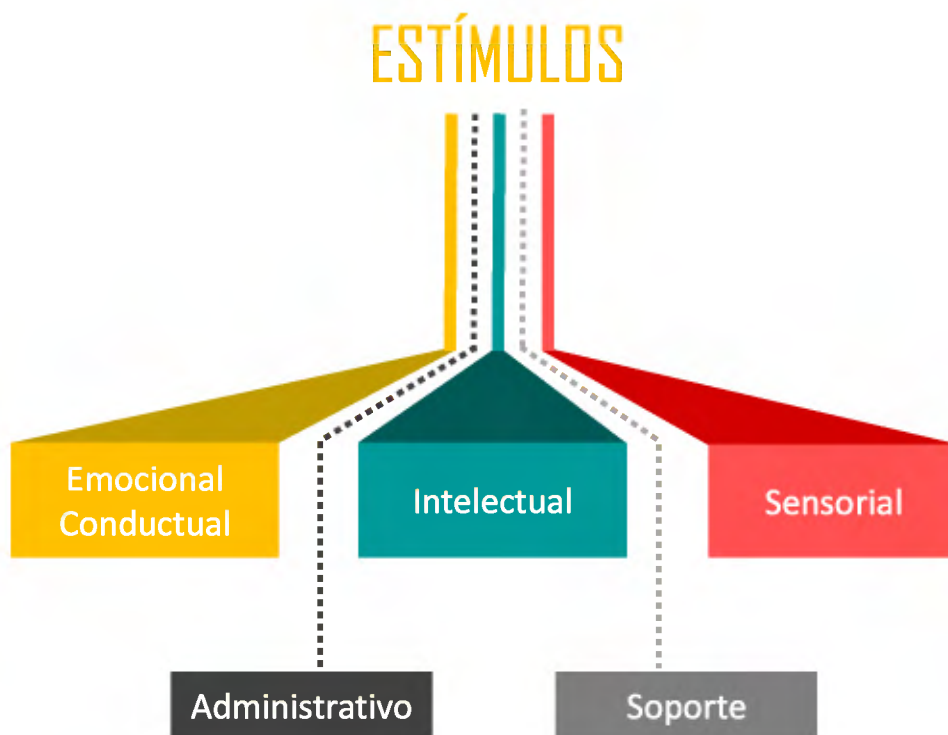 ESTÍMULOS
Emocional
Conductual
Intelectual
Sensorial
Administrativo
Soporte